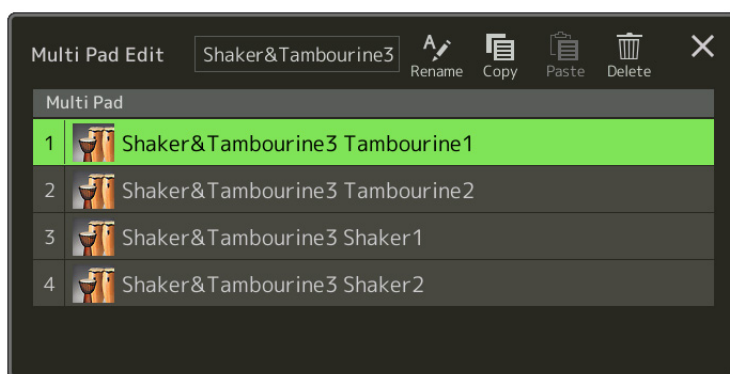 Multi Pad Edit Shaker&Tambourine3 Rename Copy Paste Delete
Multi Pad
1 Shaker&Tambourine3 Tambourine1
2 Shaker&Tambourine3 Tambourine2
3 Shaker&Tambourine3 Shaker1
4 Shaker&Tambourine3 Shaker2